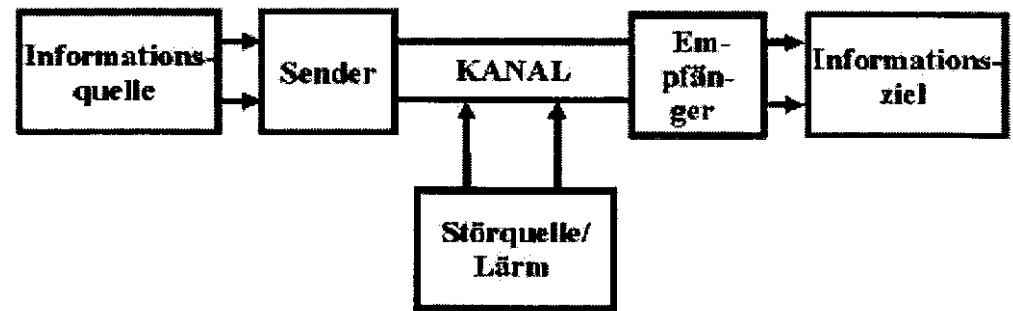 Informations-
quelle
Sender
KANAL
Em-
pfän-
ger
Informations-
ziel
Störquelle/
Lärm